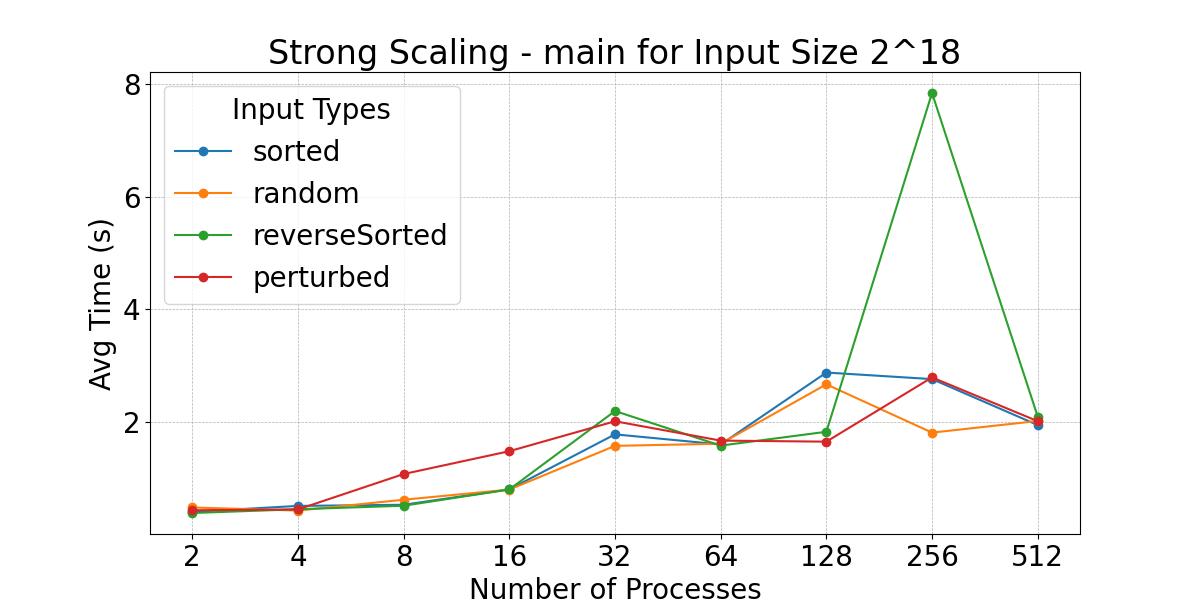 Strong Scaling - main for Input Size 2^18
Avg Time (s)
8
6
4
2
Input Types
sorted
random
reverseSorted
perturbed
2 4 8 16 32 64 128 256 512
Number of Processes